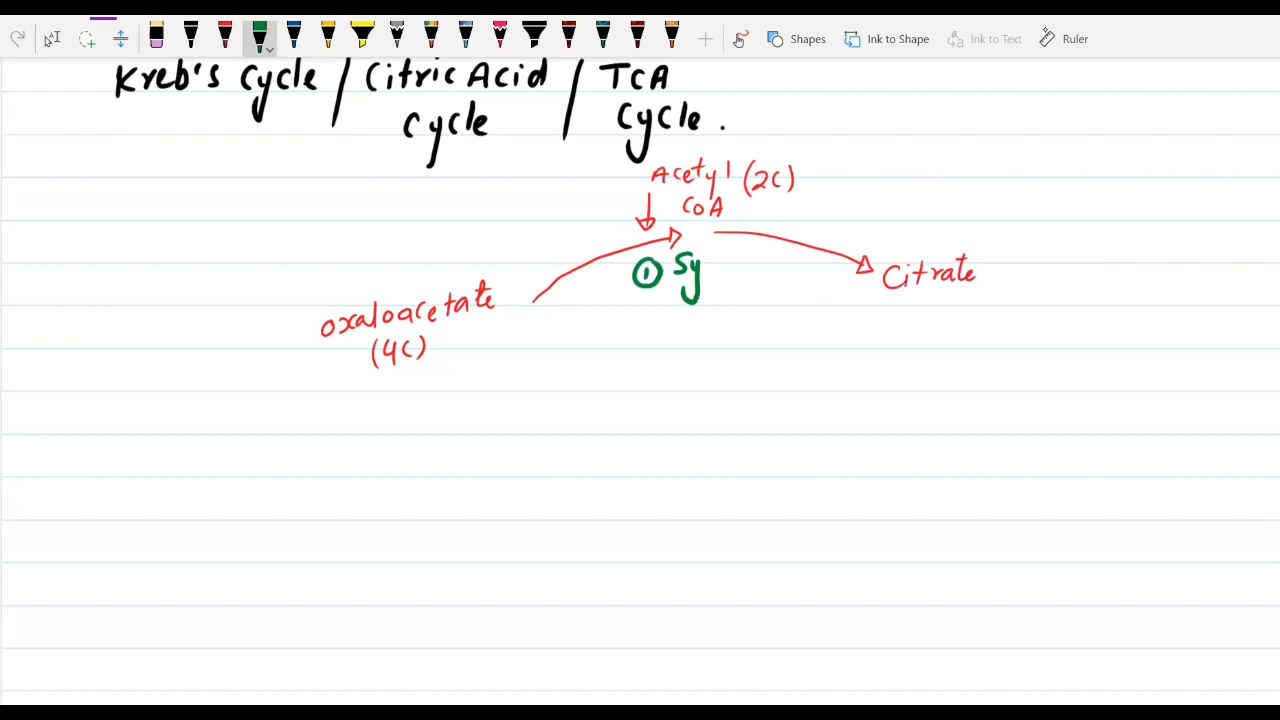 Shapes
Ink to Shape
Ink to Text
Ruler
Kreb's Cycle / Citric Acid Cycle / TCA Cycle.
Acetyl CoA (2C)
① Sy
Citrate
Oxaloacetate
(4C)